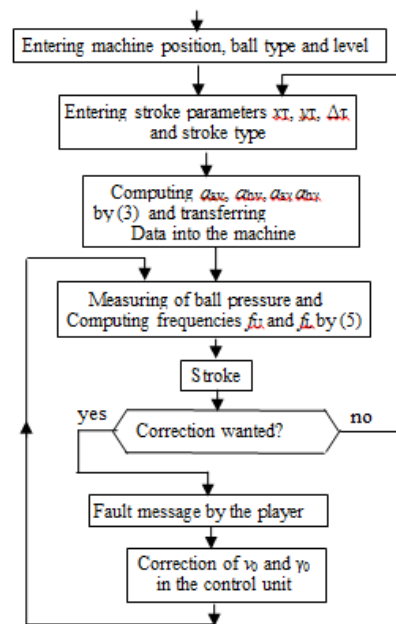 Entering machine position, ball type and level
Entering stroke parameters xT, yT, ΔT
and stroke type
Computing
by (3) and transferring
Data into the machine
Measuring of ball pressure and
Computing frequencies fU and fL by (5)
Stroke
yes
Correction wanted?
no
Fault message by the player
Correction of v0 and γ0
in the control unit